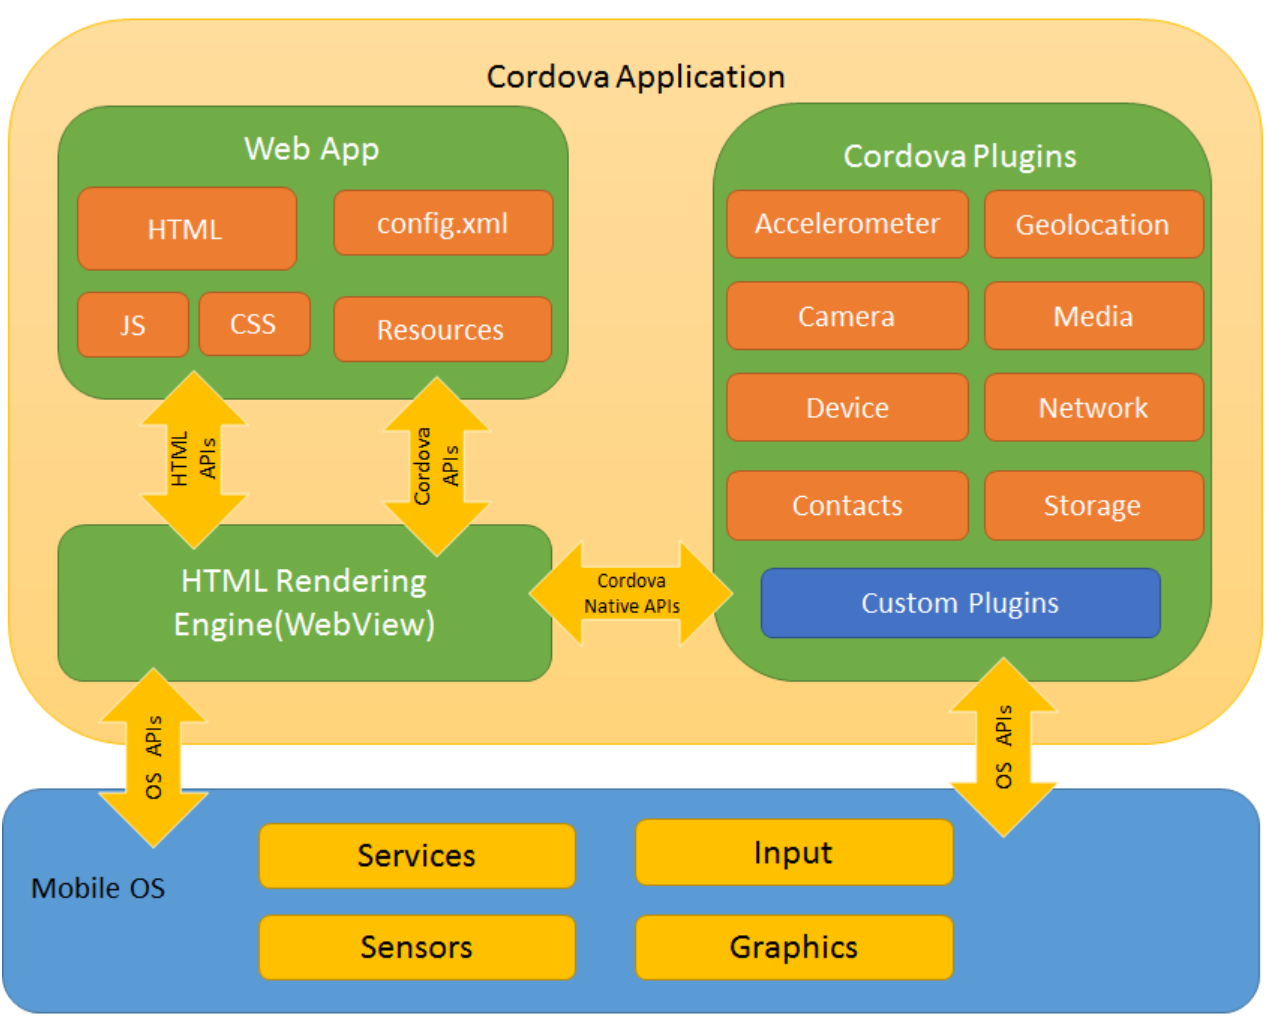 Cordova Application
Web App
HTML
config.xml
JS
CSS
Resources
HTML
APIs
Cordova
APIs
HTML Rendering
Engine(WebView)
Cordova
Native APIs
Cordova Plugins
Accelerometer
Geolocation
Camera
Media
Device
Network
Contacts
Storage
Custom Plugins
OS APIs
OS APIs
Mobile OS
Services
Input
Sensors
Graphics